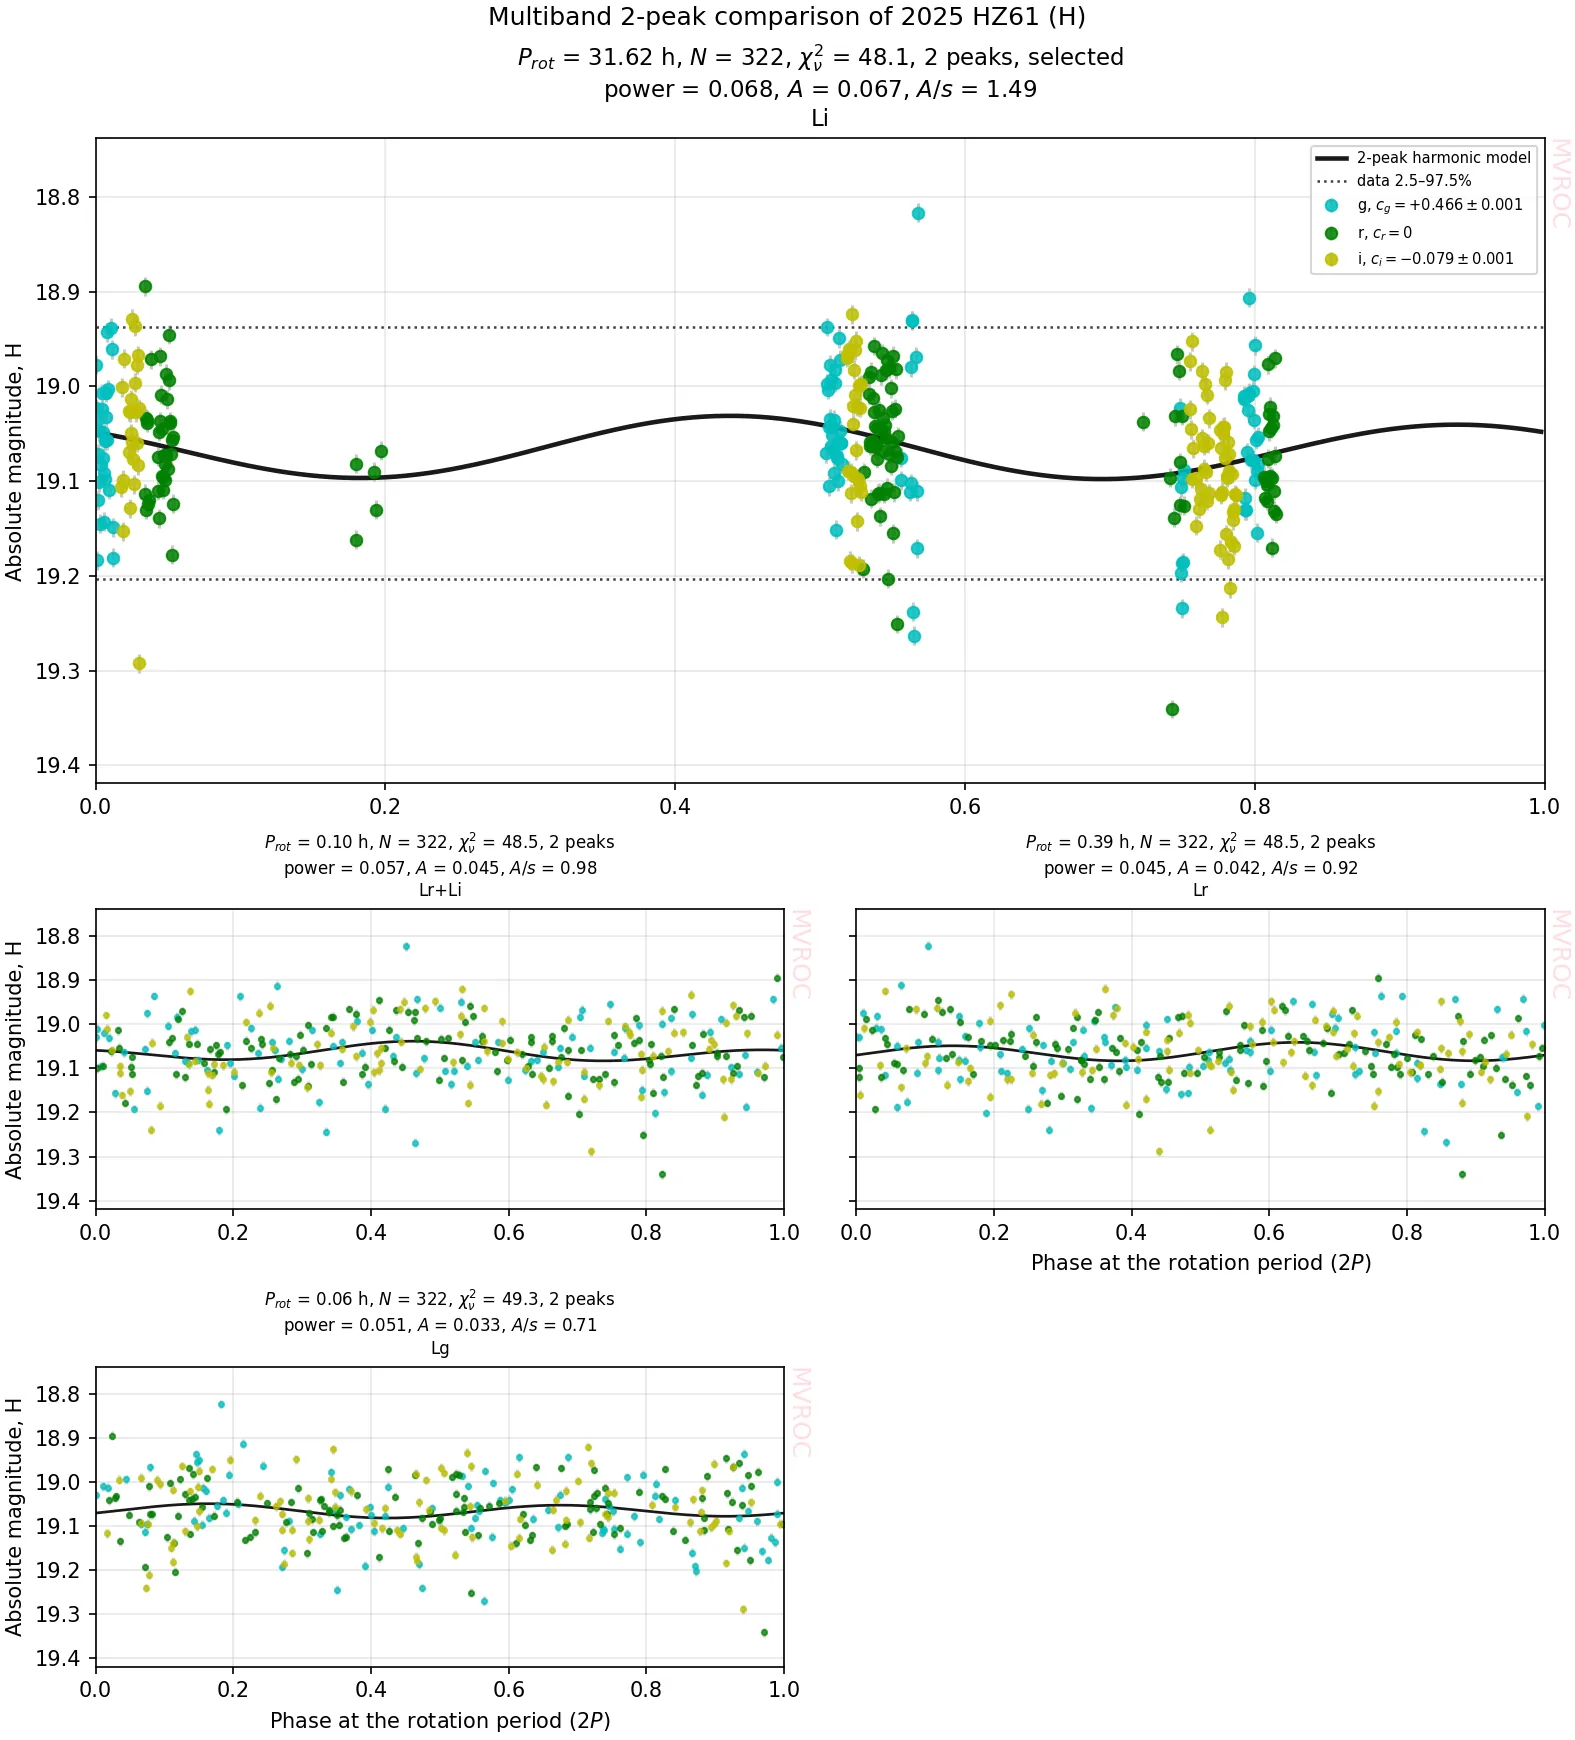 Multiband 2-peak comparison of 2025 HZ61 (H)
P_rot = 31.62 h, N = 322, χ²_ν = 48.1, 2 peaks, selected
power = 0.068, A = 0.067, A/s = 1.49
Li
2-peak harmonic model
data 2.5–97.5%
g, c_g = +0.466 ± 0.001
r, c_r = 0
i, c_i = −0.079 ± 0.001
MVROC
Absolute magnitude, H
18.8
18.9
19.0
19.1
19.2
19.3
19.4
0.0 0.2 0.4 0.6 0.8 1.0
P_rot = 0.10 h, N = 322, χ²_ν = 48.5, 2 peaks
power = 0.057, A = 0.045, A/s = 0.98
Lr+Li
MVROC
Absolute magnitude, H
18.8
18.9
19.0
19.1
19.2
19.3
19.4
0.0 0.2 0.4 0.6 0.8 1.0
P_rot = 0.39 h, N = 322, χ²_ν = 48.5, 2 peaks
power = 0.045, A = 0.042, A/s = 0.92
Lr
MVROC
0.0 0.2 0.4 0.6 0.8 1.0
Phase at the rotation period (2P)
P_rot = 0.06 h, N = 322, χ²_ν = 49.3, 2 peaks
power = 0.051, A = 0.033, A/s = 0.71
Lg
MVROC
Absolute magnitude, H
18.8
18.9
19.0
19.1
19.2
19.3
19.4
0.0 0.2 0.4 0.6 0.8 1.0
Phase at the rotation period (2P)